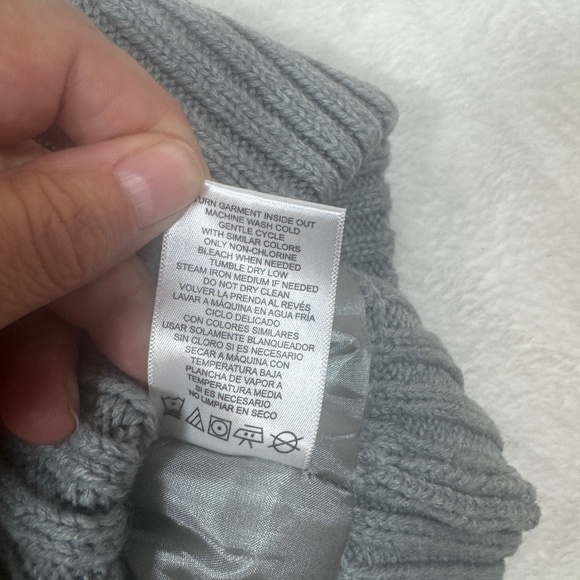 TURN GARMENT INSIDE OUT
MACHINE WASH COLD
GENTLE CYCLE
WITH SIMILAR COLORS
ONLY NON-CHLORINE
BLEACH WHEN NEEDED
TUMBLE DRY LOW
STEAM IRON MEDIUM IF NEEDED
DO NOT DRY CLEAN
VOLVER LA PRENDA AL REVÉS
LAVAR A MÁQUINA EN AGUA FRÍA
CICLO DELICADO
CON COLORES SIMILARES
USAR SOLAMENTE BLANQUEADOR
SIN CLORO SI ES NECESARIO
SECAR A MÁQUINA EN
TEMPERATURA BAJA
PLANCHA DE VAPOR A
TEMPERATURA MEDIA
SI ES NECESARIO
NO LIMPIAR EN SECO